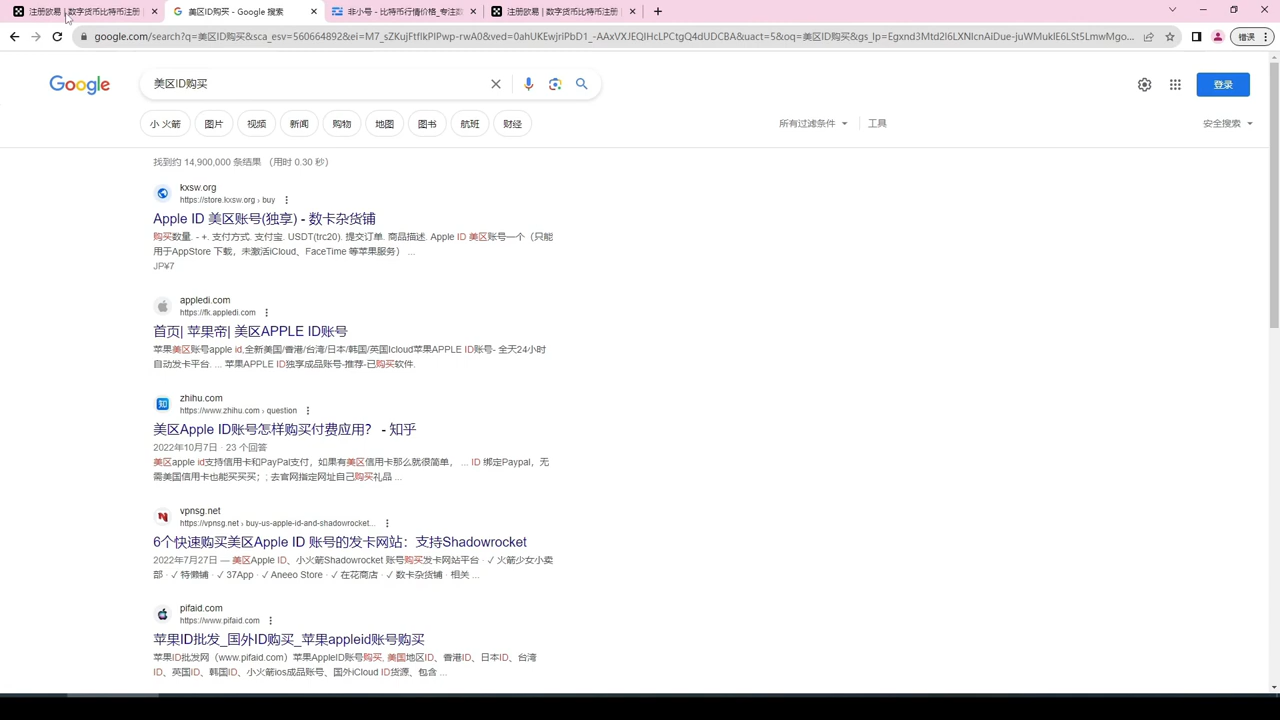 注册欧易 | 数字货币比特币注册
美区ID购买 - Google 搜索
非小号 - 比特币行情价格_专注数
注册欧易 | 数字货币比特币注册
错误
登录
Google
美区ID购买
小 火箭
图片
视频
新闻
购物
地图
图书
航班
财经
所有过滤条件
工具
安全搜索
找到约 14,900,000 条结果 （用时 0.30 秒）
kxsw.org
https://store.kxsw.org › buy
Apple ID 美区账号(独享) - 数卡杂货铺
购买数量. - +. 支付方式. 支付宝. USDT(trc20). 提交订单. 商品描述. Apple ID 美区账号一个（只能
用于AppStore 下载，未激活iCloud、FaceTime 等苹果服务） ...
JP¥7
appledi.com
https://fk.appledi.com
首页| 苹果帝| 美区APPLE ID账号
苹果美区账号apple id,全新美国/香港/台湾/日本/韩国/英国Icloud苹果APPLE ID账号- 全天24小时
自动发卡平台. ... 苹果APPLE ID独享成品账号-推荐-已购买软件.
zhihu.com
https://www.zhihu.com › question
美区Apple ID账号怎样购买付费应用？ - 知乎
2022年10月7日 · 23 个回答
美区apple id支持信用卡和PayPal支付，如果有美区信用卡那么就很简单， ... ID 绑定Paypal，无
需美国信用卡也能买买买；; 去官网指定网址自己购买礼品 ...
vpnsg.net
https://vpnsg.net › buy-us-apple-id-and-shadowrocket...
6个快速购买美区Apple ID 账号的发卡网站：支持Shadowrocket
2022年7月27日 — 美区Apple ID、小火箭Shadowrocket 账号购买发卡网站平台 · ✓ 火箭少女小卖
部 · ✓ 特懒铺 · ✓ 37App · ✓ Aneeo Store · ✓ 在花商店 · ✓ 数卡杂货铺 · 相关 ...
pifaid.com
https://www.pifaid.com
苹果ID批发_国外ID购买_苹果appleid账号购买
苹果ID批发网（www.pifaid.com）苹果AppleID账号购买, 美国地区ID、香港ID、日本ID、台湾
ID、英国ID、韩国ID、小火箭ios成品账号、国外iCloud ID货源、包含 ...